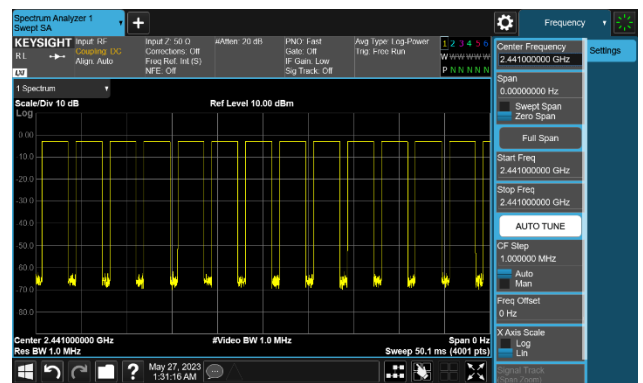 Spectrum Analyzer 1
Swept SA
Frequency
KEYSIGHT
Input: RF
Coupling: DC
Align: Auto
Input Z: 50 Ω
Corrections: Off
Freq Ref: Int (S)
NFE: Off
#Atten: 20 dB
PNO: Fast
Gate: Off
IF Gain: Low
Sig Track: Off
Avg Type: Log-Power
Trig: Free Run
1 2 3 4 5 6
W W W W W W
P N N N N N
RL
LXI
1 Spectrum
Scale/Div 10 dB
Ref Level 10.00 dBm
Log
0.00
-10.0
-20.0
-30.0
-40.0
-50.0
-60.0
-70.0
-80.0
Center 2.441000000 GHz
Res BW 1.0 MHz
#Video BW 1.0 MHz
Span 0 Hz
Sweep 50.1 ms (4001 pts)
May 27, 2023
1:31:16 AM
Settings
Center Frequency
2.441000000 GHz
Span
0.00000000 Hz
Swept Span
Zero Span
Full Span
Start Freq
2.441000000 GHz
Stop Freq
2.441000000 GHz
AUTO TUNE
CF Step
1.000000 MHz
Auto
Man
Freq Offset
0 Hz
X Axis Scale
Log
Lin
Signal Track
(Span Zoom)